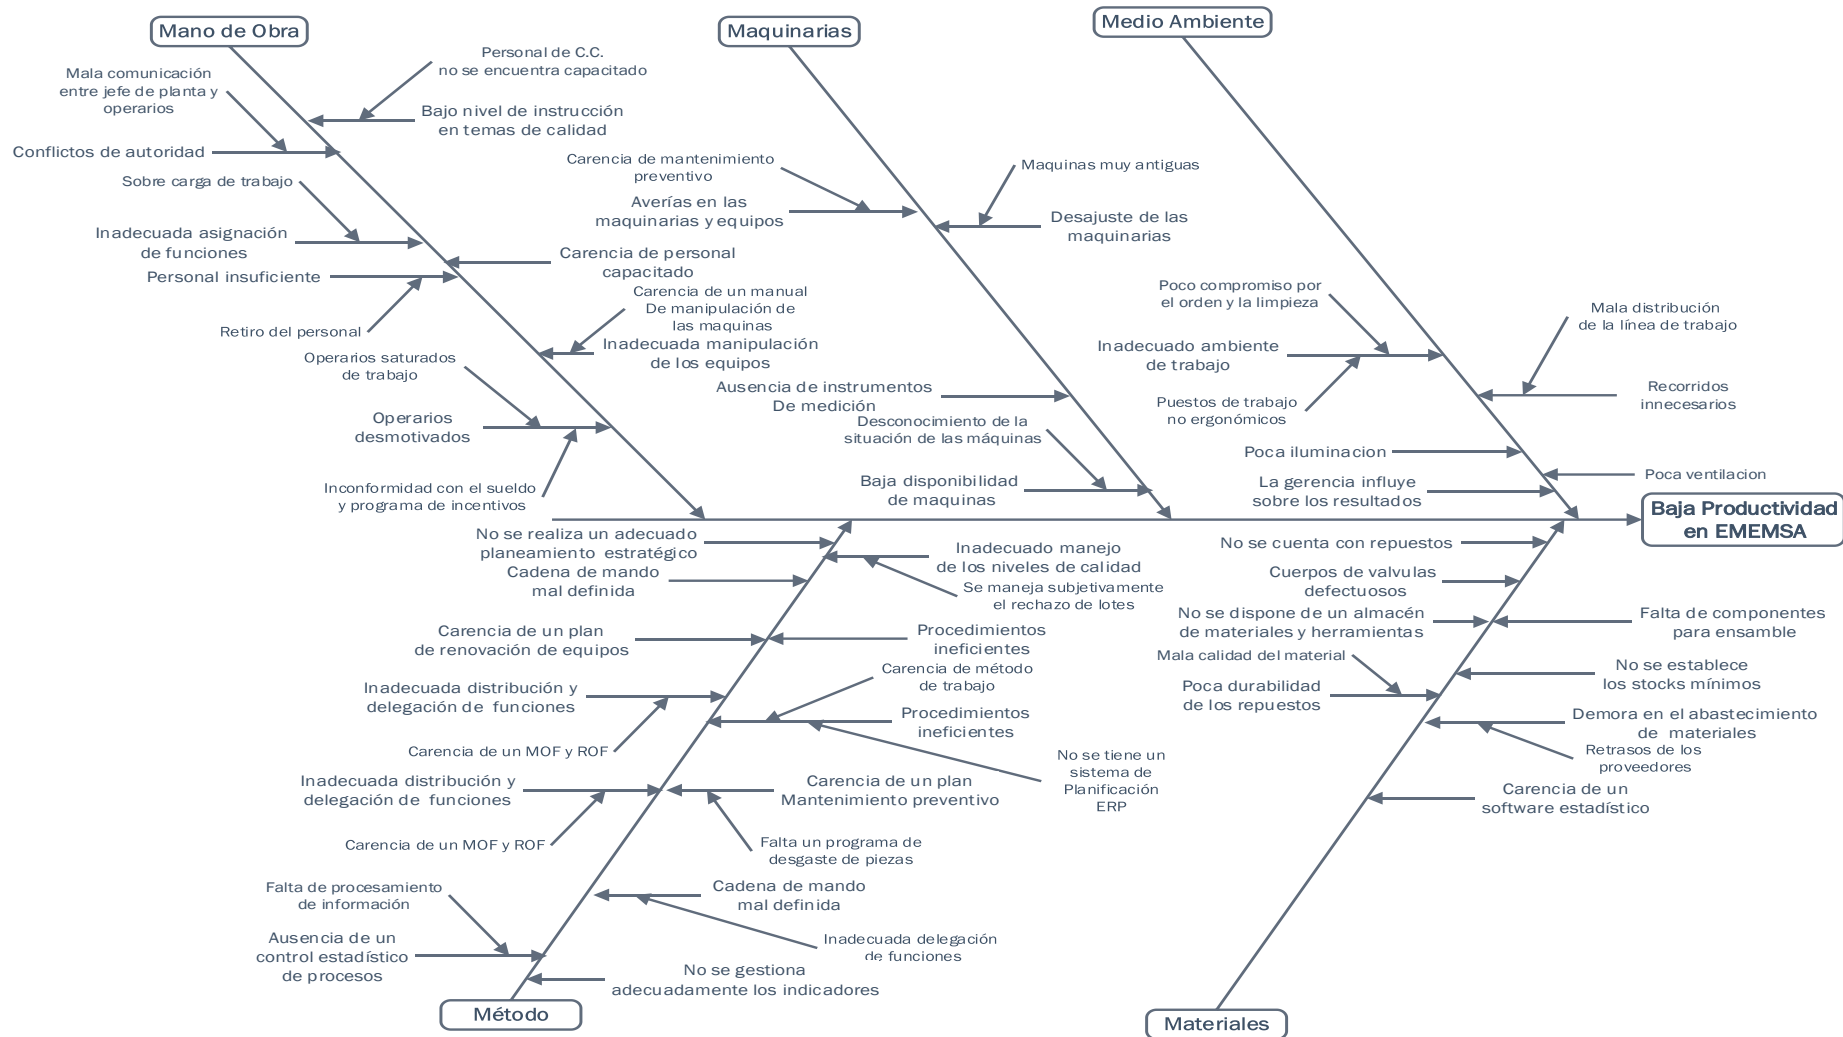 Mano de Obra
Maquinarias
Medio Ambiente
Personal de C.C.
no se encuentra capacitado
Mala comunicación
entre jefe de planta y
operarios
Bajo nivel de instrucción
en temas de calidad
Conflictos de autoridad
Sobre carga de trabajo
Inadecuada asignación
de funciones
Personal insuficiente
Carencia de personal
capacitado
Retiro del personal
Carencia de un manual
De manipulación de
las maquinas
Inadecuada manipulación
de los equipos
Operarios saturados
de trabajo
Operarios
desmotivados
Inconformidad con el sueldo
y programa de incentivos
Carencia de mantenimiento
preventivo
Averías en las
maquinarias y equipos
Maquinas muy antiguas
Desajuste de las
maquinarias
Ausencia de instrumentos
De medición
Desconocimiento de la
situación de las máquinas
Baja disponibilidad
de maquinas
Poco compromiso por
el orden y la limpieza
Inadecuado ambiente
de trabajo
Puestos de trabajo
no ergonómicos
Mala distribución
de la línea de trabajo
Recorridos
innecesarios
Poca iluminacion
Poca ventilacion
La gerencia influye
sobre los resultados
Baja Productividad
en EMEMSA
No se realiza un adecuado
planeamiento estratégico
Cadena de mando
mal definida
Inadecuado manejo
de los niveles de calidad
Se maneja subjetivamente
el rechazo de lotes
Carencia de un plan
de renovación de equipos
Procedimientos
ineficientes
Inadecuada distribución y
delegación de funciones
Carencia de método
de trabajo
Procedimientos
ineficientes
Carencia de un MOF y ROF
No se tiene un
sistema de
Planificación
ERP
Inadecuada distribución y
delegación de funciones
Carencia de un plan
Mantenimiento preventivo
Carencia de un MOF y ROF
Falta un programa de
desgaste de piezas
Falta de procesamiento
de información
Cadena de mando
mal definida
Ausencia de un
control estadístico
de procesos
Inadecuada delegación
de funciones
No se gestiona
adecuadamente los indicadores
Método
No se cuenta con repuestos
Cuerpos de valvulas
defectuosos
No se dispone de un almacén
de materiales y herramientas
Falta de componentes
para ensamble
Mala calidad del material
Poca durabilidad
de los repuestos
No se establece
los stocks mínimos
Demora en el abastecimiento
de materiales
Retrasos de los
proveedores
Carencia de un
software estadístico
Materiales